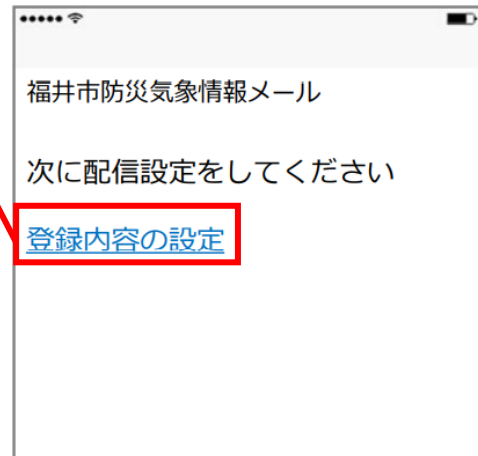 福井市防災気象情報メール
次に配信設定をしてください
登録内容の設定